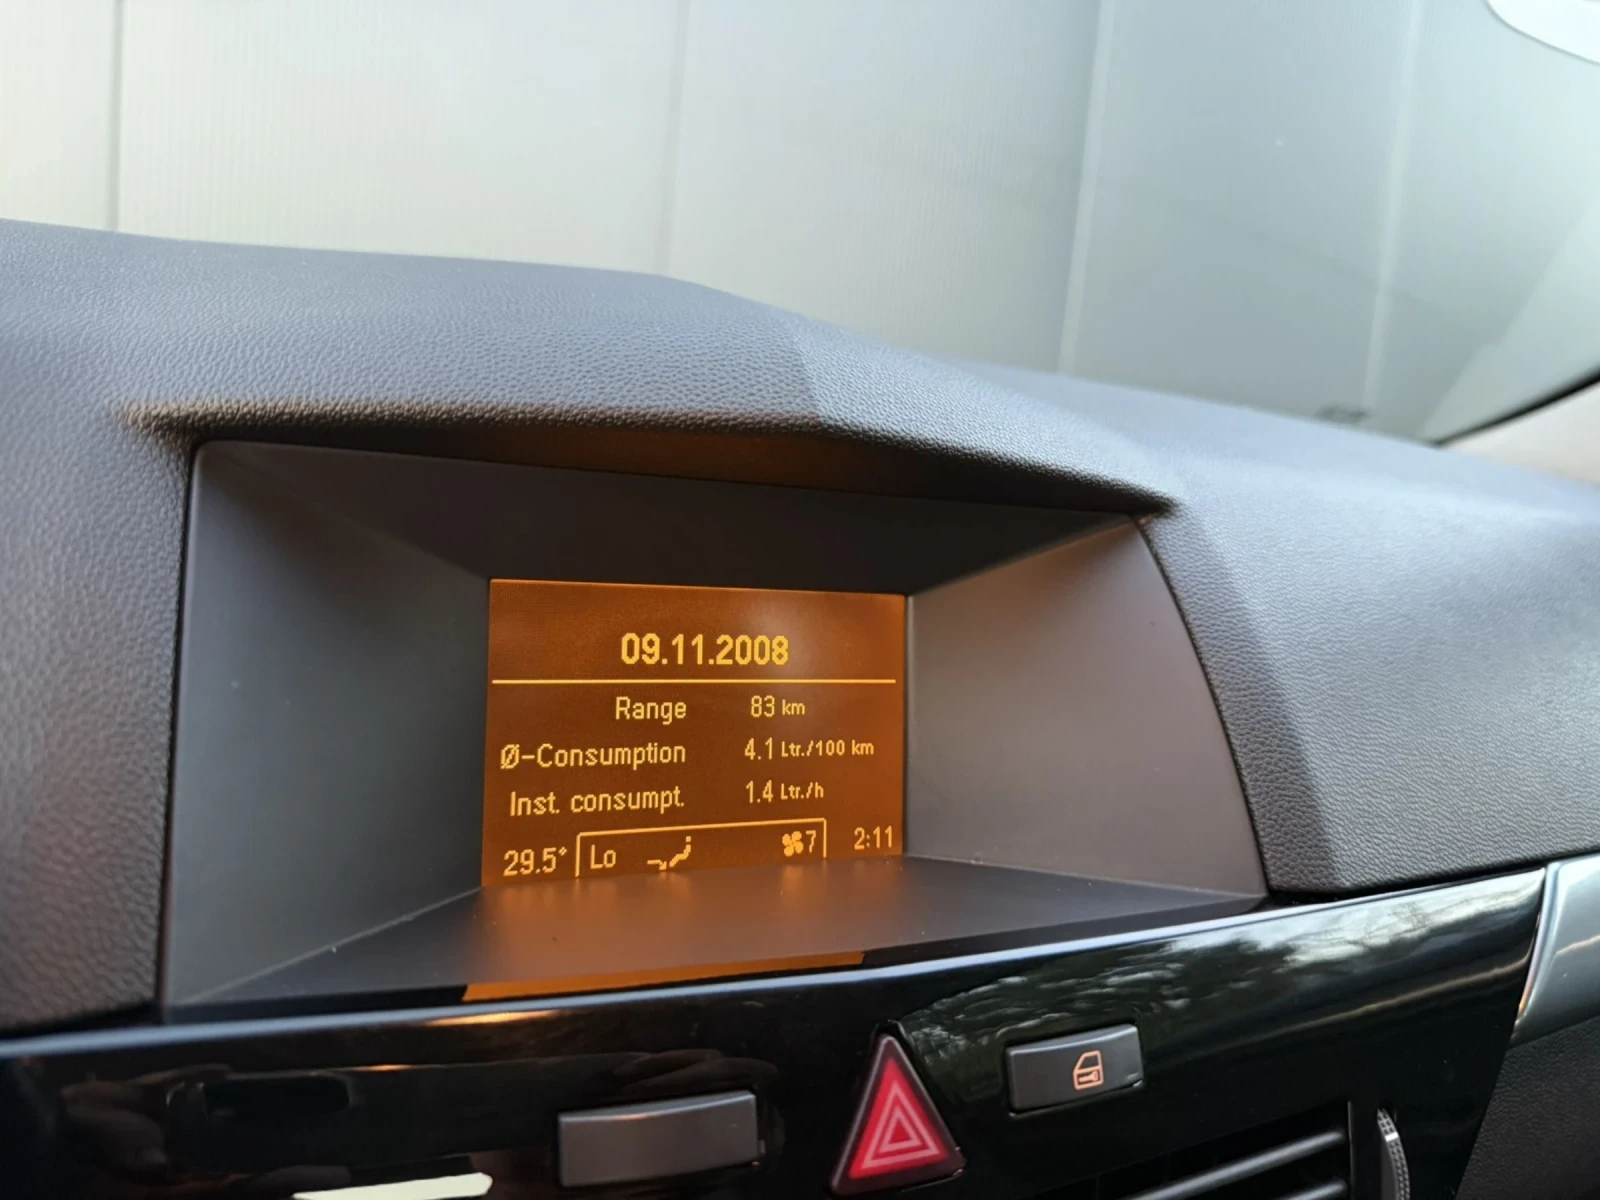 09.11.2008
Range 83 km
Ø-Consumption 4.1 Ltr./100 km
Inst. consumpt. 1.4 Ltr./h
29.5° Lo 7 2:11